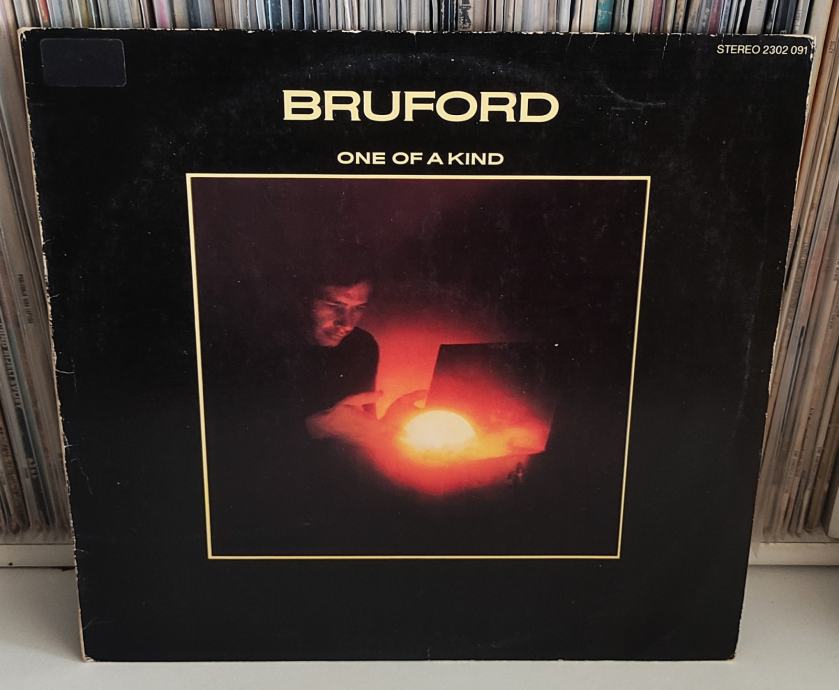 STEREO 2302 091
BRUFORD
ONE OF A KIND